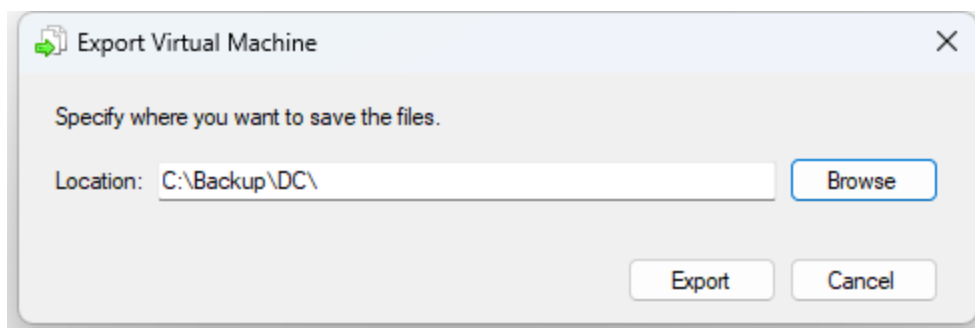 Export Virtual Machine
Specify where you want to save the files.
Location: C:\Backup\DC\ Browse
Export Cancel